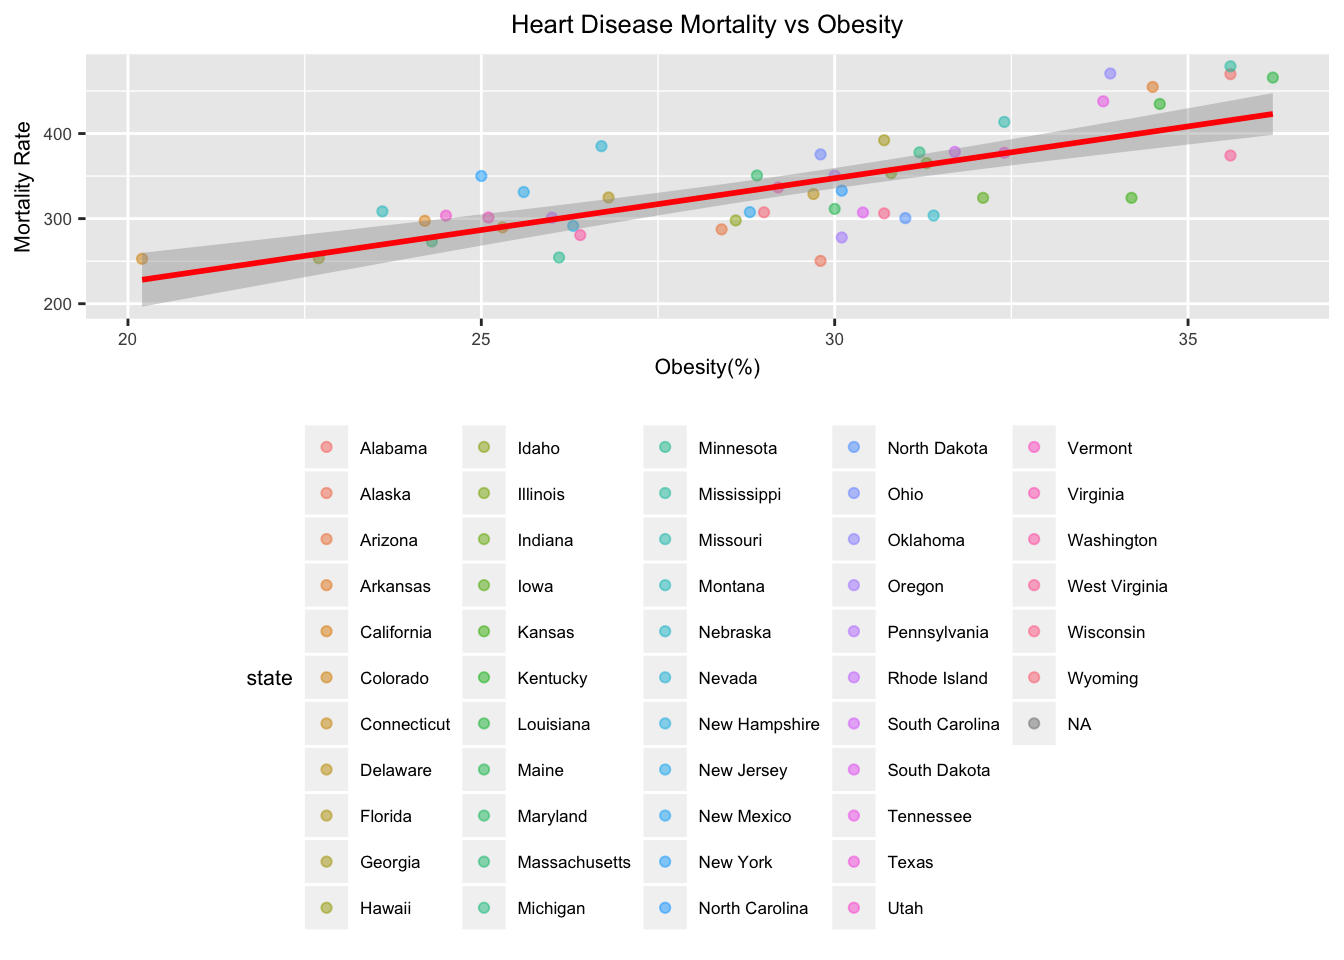 Heart Disease Mortality vs Obesity
Mortality Rate
400
300
200
20 25 30 35
Obesity(%)
state
Alabama
Alaska
Arizona
Arkansas
California
Colorado
Connecticut
Delaware
Florida
Georgia
Hawaii
Idaho
Illinois
Indiana
Iowa
Kansas
Kentucky
Louisiana
Maine
Maryland
Massachusetts
Michigan
Minnesota
Mississippi
Missouri
Montana
Nebraska
Nevada
New Hampshire
New Jersey
New Mexico
New York
North Carolina
North Dakota
Ohio
Oklahoma
Oregon
Pennsylvania
Rhode Island
South Carolina
South Dakota
Tennessee
Texas
Utah
Vermont
Virginia
Washington
West Virginia
Wisconsin
Wyoming
NA